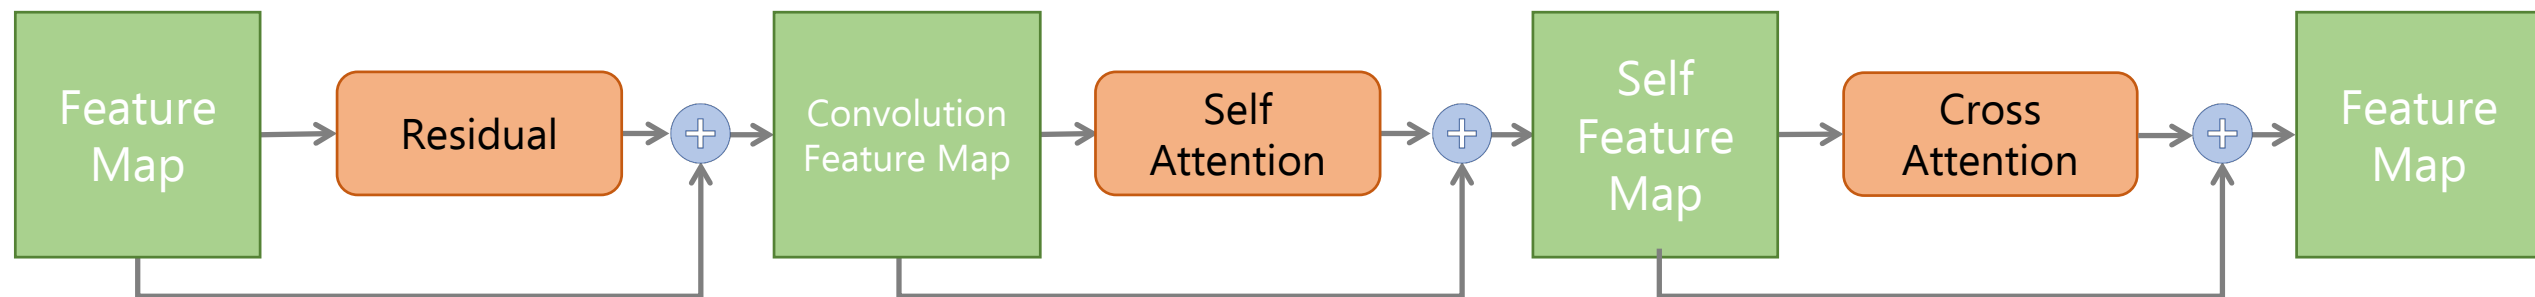 Feature
Map
Residual
Convolution
Feature Map
Self
Attention
Self
Feature
Map
Cross
Attention
Feature
Map